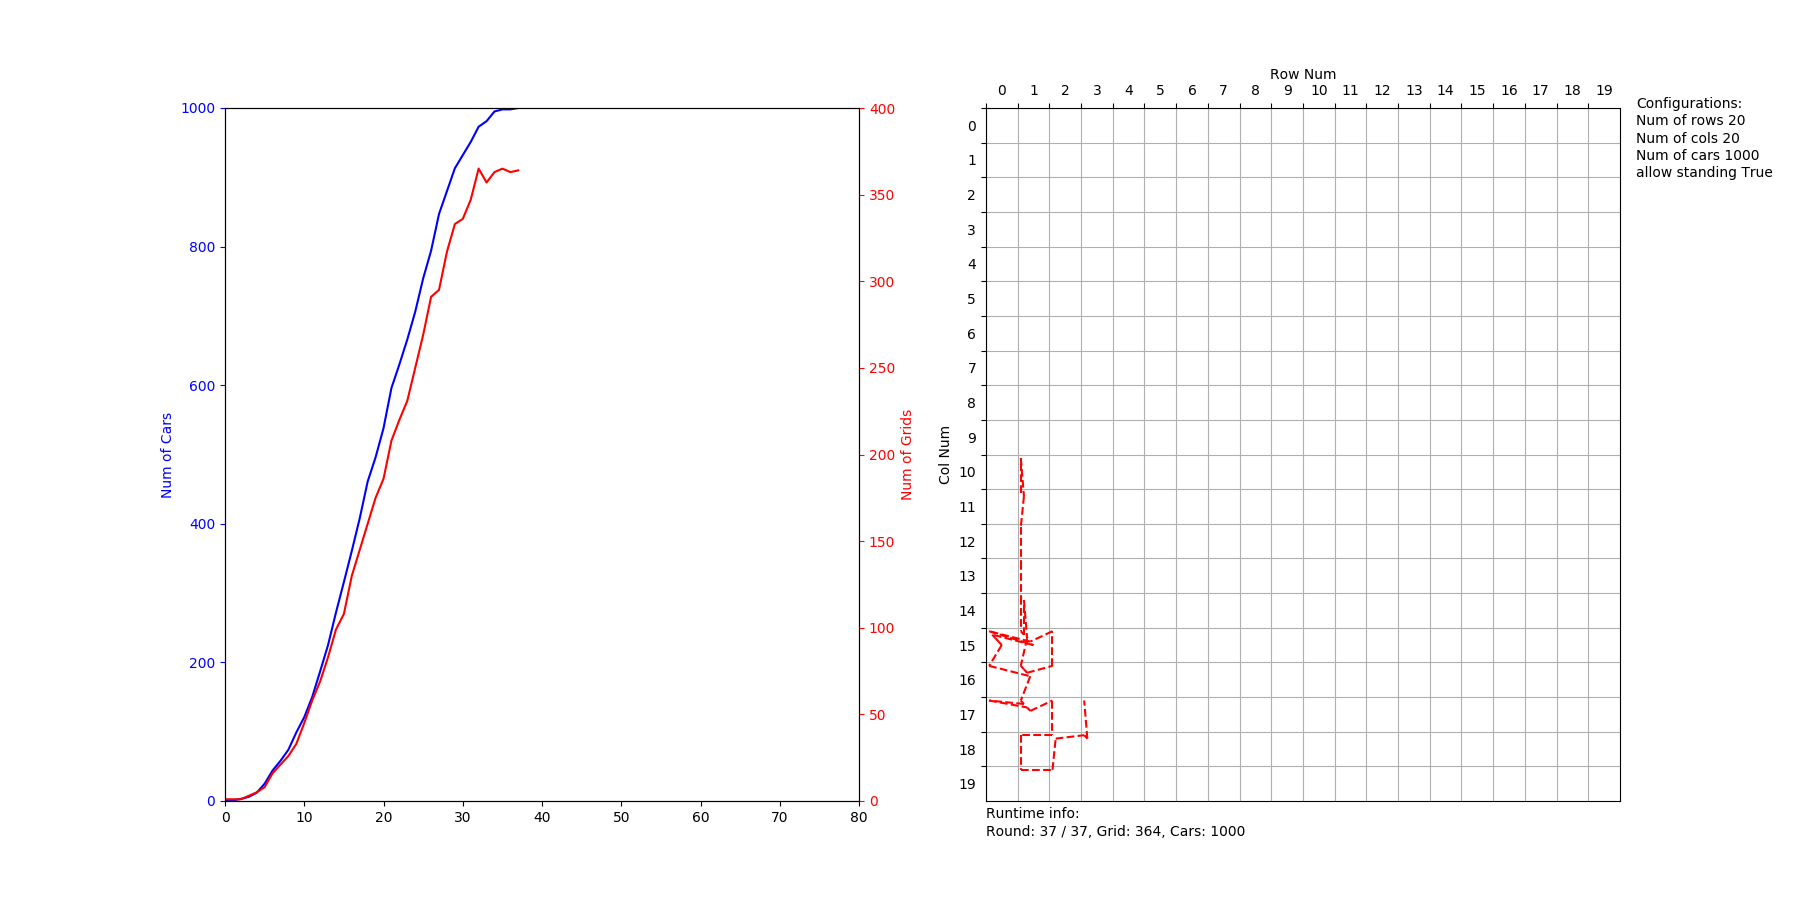 Row Num
0 1 2 3 4 5 6 7 8 9 10 11 12 13 14 15 16 17 18 19
Configurations:
Num of rows 20
Num of cols 20
Num of cars 1000
allow standing True
1000
800
600
400
200
0
Num of Cars
0 10 20 30 40 50 60 70 80
400
350
300
250
200
150
100
50
0
Num of Grids
Col Num
0
1
2
3
4
5
6
7
8
9
10
11
12
13
14
15
16
17
18
19
Runtime info:
Round: 37 / 37, Grid: 364, Cars: 1000